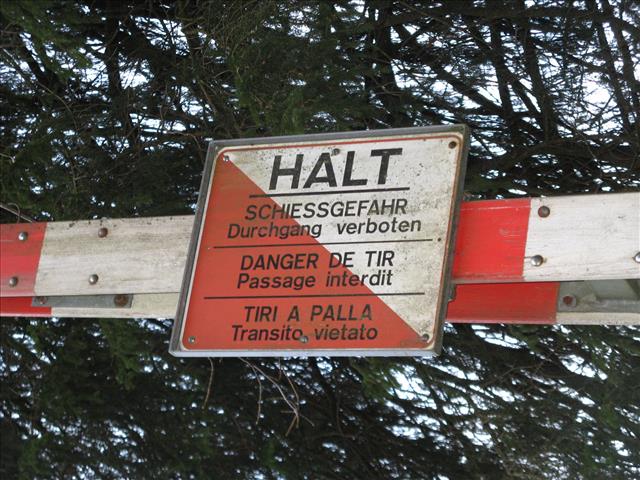 HALT
SCHIESSGEFAHR
Durchgang verboten
DANGER DE TIR
Passage interdit
TIRI A PALLA
Transito vietato